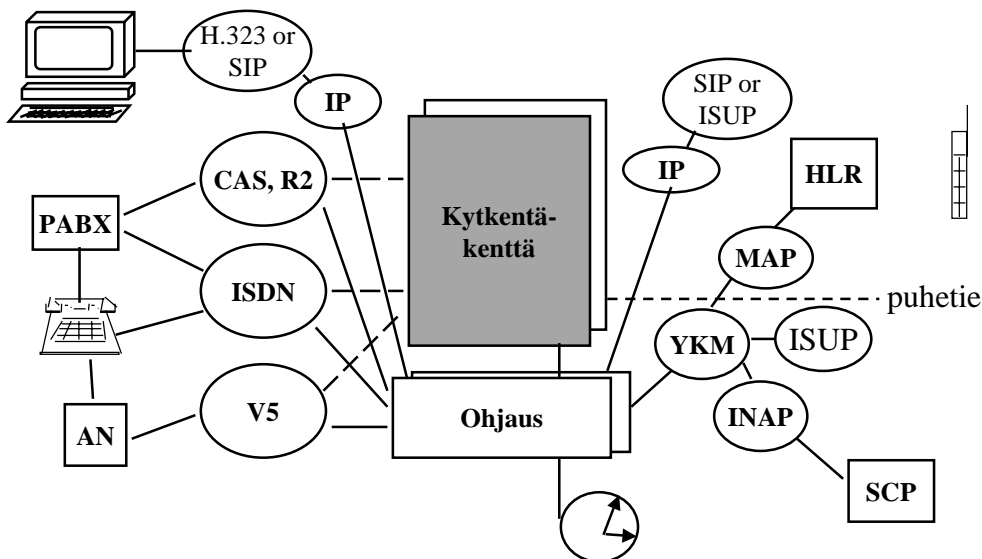 H.323 or
SIP
IP
SIP or
ISUP
IP
HLR
CAS, R2
PABX
Kytkentä-
kenttä
MAP
ISDN
puhetie
YKM
ISUP
V5
Ohjaus
INAP
AN
SCP